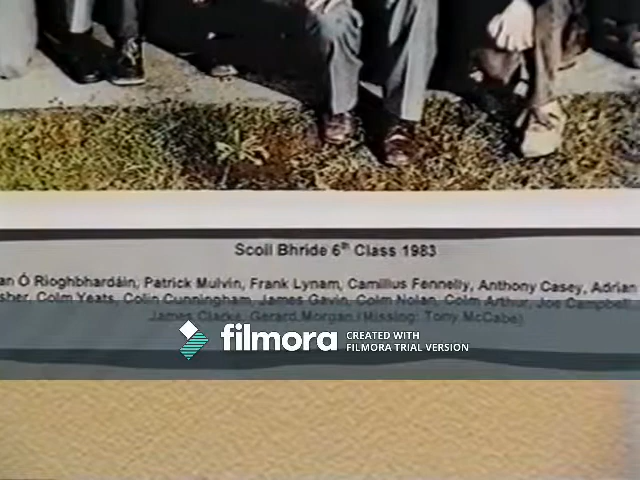 Scoil Bhríde 6th Class 1983
an Ó Ríoghbhardáin, Patrick Mulvin, Frank Lynam, Camillus Fennelly, Anthony Casey, Adrian
sher, Colm Yeats, Colin Cunningham, James Gavin, Colm Nolan, Colm Arthur, Joe Campbell,
James Clarke, Gerard Morgan (Missing: Tony McCabe)
filmora
CREATED WITH
FILMORA TRIAL VERSION